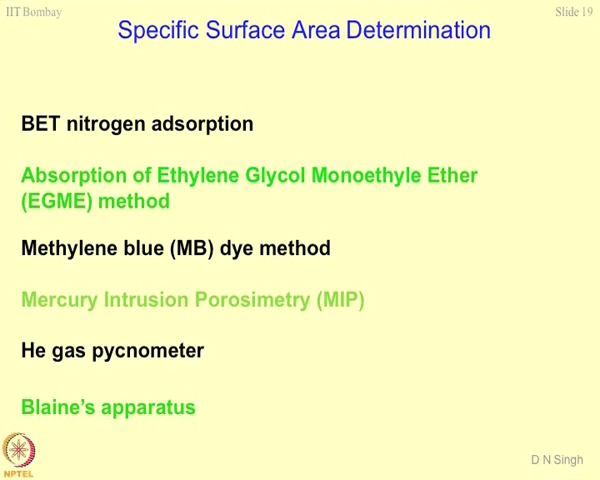 IIT Bombay
Slide 19
Specific Surface Area Determination
BET nitrogen adsorption
Absorption of Ethylene Glycol Monoethyle Ether
(EGME) method
Methylene blue (MB) dye method
Mercury Intrusion Porosimetry (MIP)
He gas pycnometer
Blaine's apparatus
NPTEL
D N Singh